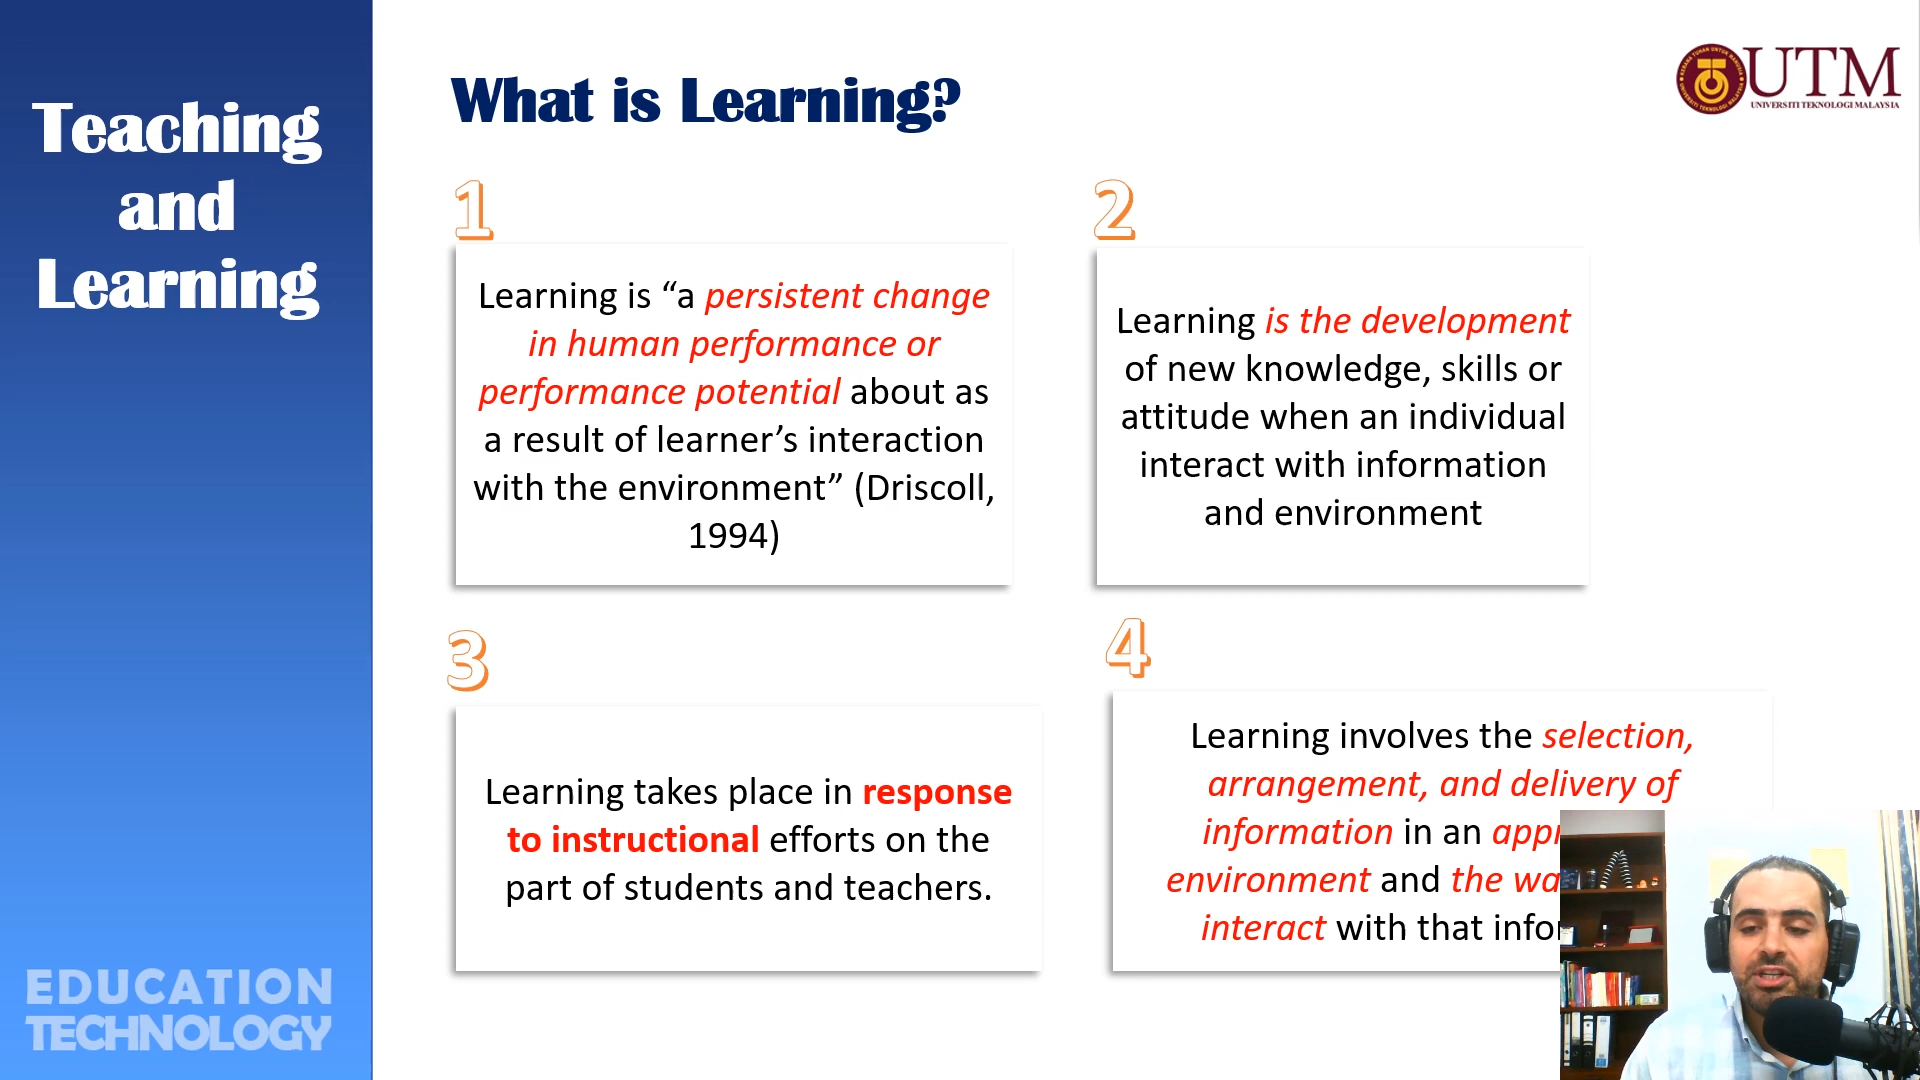 Teaching
and
Learning
EDUCATION
TECHNOLOGY
What is Learning?
UTM
UNIVERSITI TEKNOLOGI MALAYSIA
1
Learning is “a persistent change
in human performance or
performance potential about as
a result of learner’s interaction
with the environment” (Driscoll,
1994)
2
Learning is the development
of new knowledge, skills or
attitude when an individual
interact with information
and environment
3
Learning takes place in response
to instructional efforts on the
part of students and teachers.
4
Learning involves the selection,
arrangement, and delivery of
information in an
environment and the
interact with that